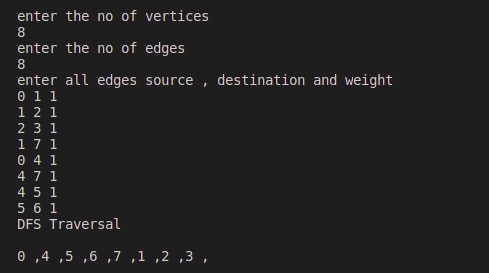 enter the no of vertices
8
enter the no of edges
8
enter all edges source , destination and weight
0 1 1
1 2 1
2 3 1
1 7 1
0 4 1
4 7 1
4 5 1
5 6 1
DFS Traversal
0 ,4 ,5 ,6 ,7 ,1 ,2 ,3 ,